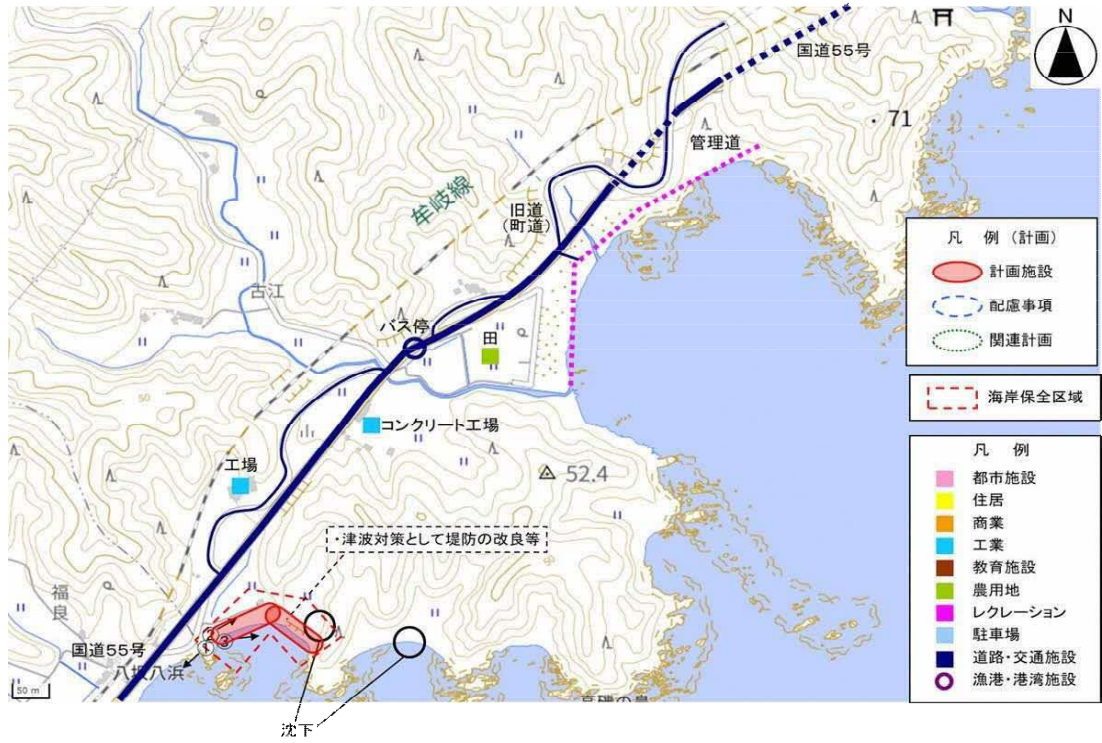 国道55号
N
71
管理道
牟岐線
旧道
(町道)
凡 例 (計画)
計画施設
配慮事項
関連計画
古江
バス停
田
海岸保全区域
50
コンクリート工場
工場
52.4
凡 例
都市施設
住居
商業
工業
教育施設
農用地
レクレーション
駐車場
道路・交通施設
漁港・港湾施設
・津波対策として堤防の改良等
福良
②
③
①
国道55号
八坂八浜
50 m
沈下